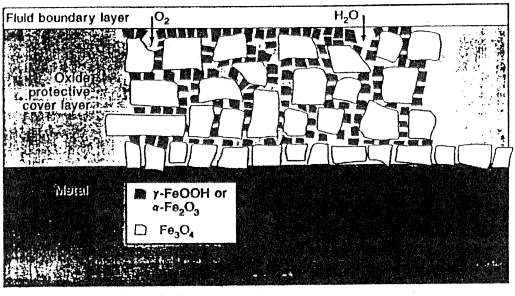 Fluid boundary layer
O₂
H₂O
Oxide
protective
cover layer
Metal
γ-FeOOH or
α-Fe₂O₃
Fe₃O₄